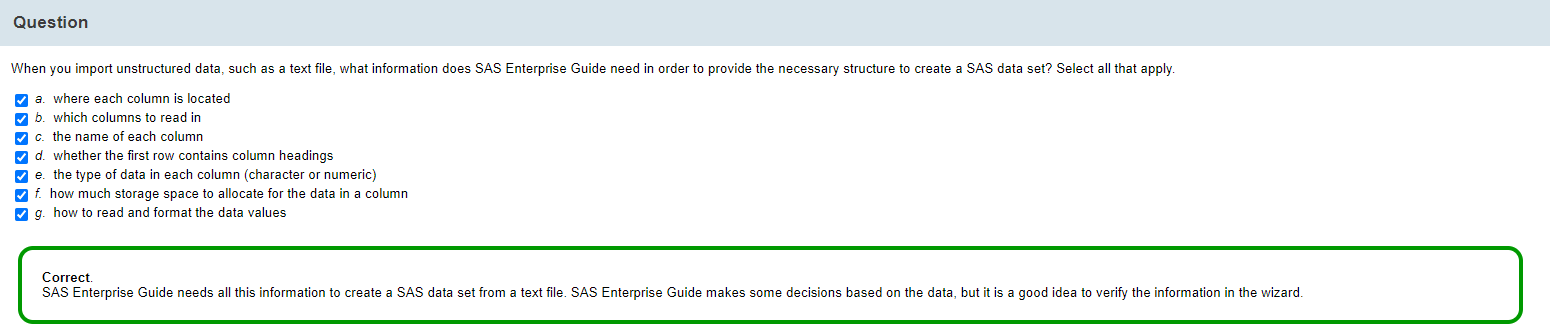 Question
When you import unstructured data, such as a text file, what information does SAS Enterprise Guide need in order to provide the necessary structure to create a SAS data set? Select all that apply.
a. where each column is located
b. which columns to read in
c. the name of each column
d. whether the first row contains column headings
e. the type of data in each column (character or numeric)
f. how much storage space to allocate for the data in a column
g. how to read and format the data values
Correct.
SAS Enterprise Guide needs all this information to create a SAS data set from a text file. SAS Enterprise Guide makes some decisions based on the data, but it is a good idea to verify the information in the wizard.